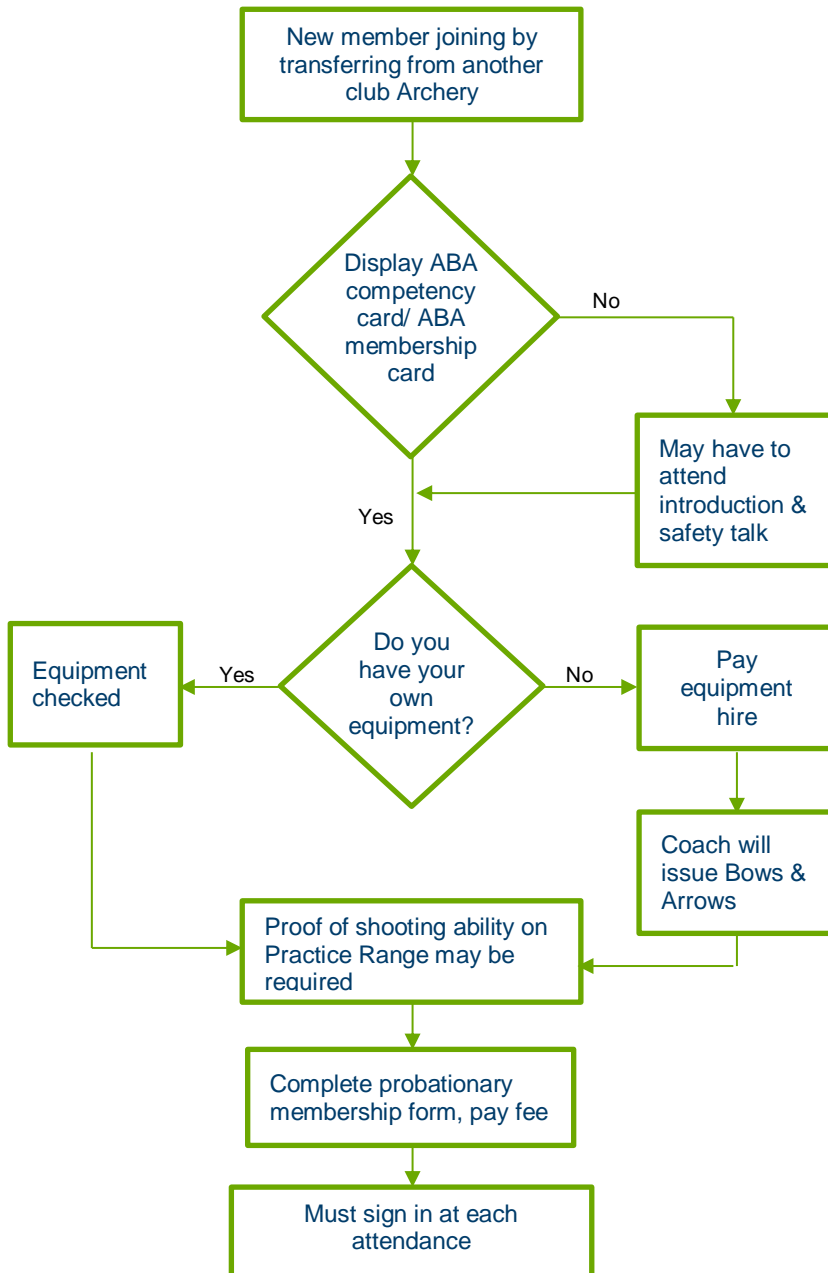 New member joining by
transferring from another
club Archery
Display ABA
competency
card/ ABA
membership
card
No
May have to
attend
introduction &
safety talk
Yes
Do you
have your
own
equipment?
Yes
No
Equipment
checked
Pay
equipment
hire
Coach will
issue Bows &
Arrows
Proof of shooting ability on
Practice Range may be
required
Complete probationary
membership form, pay fee
Must sign in at each
attendance